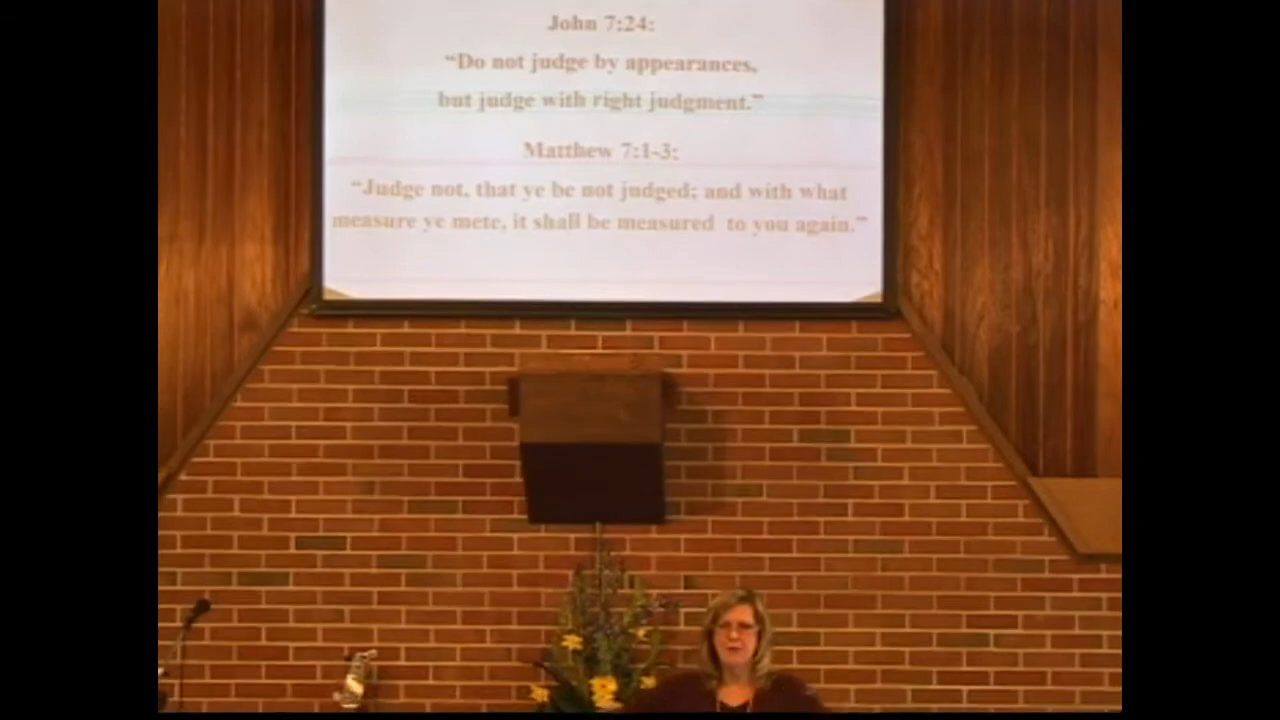 John 7:24:
“Do not judge by appearances,
but judge with right judgment.”
Matthew 7:1-3:
“Judge not, that ye be not judged; and with what
measure ye mete, it shall be measured to you again.”